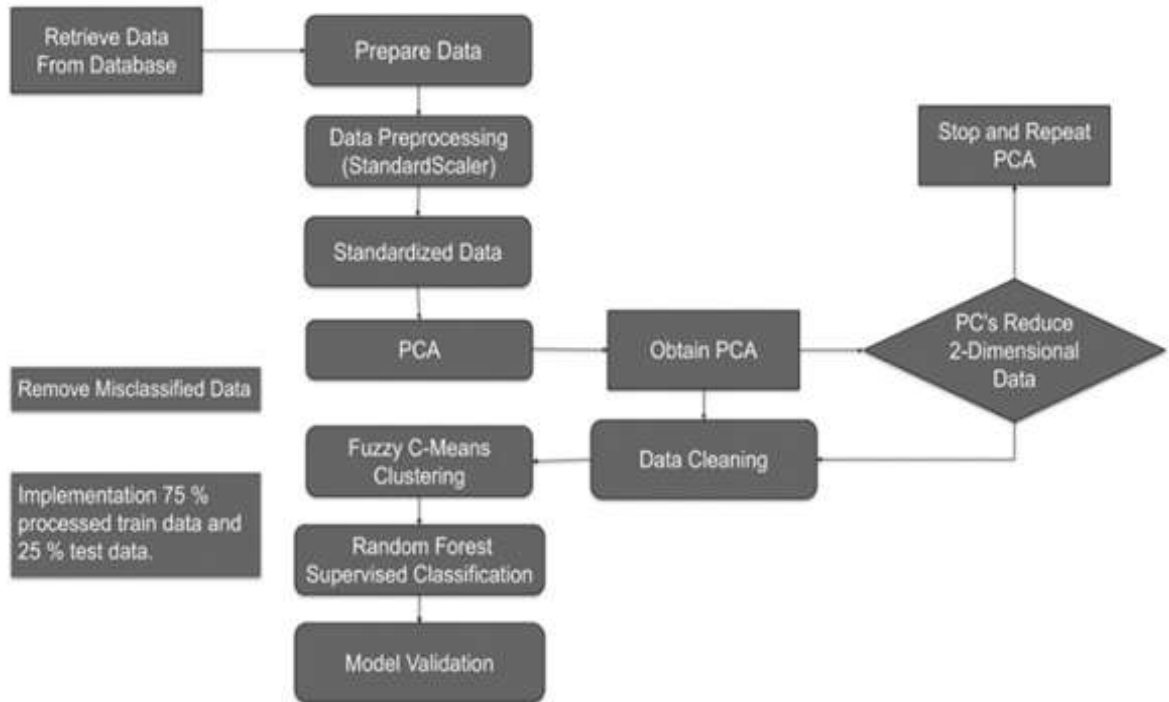 Retrieve Data
From Database
Prepare Data
Data Preprocessing
(StandardScaler)
Stop and Repeat
PCA
Standardized Data
PCA
Obtain PCA
PC's Reduce
2-Dimensional
Data
Remove Misclassified Data
Fuzzy C-Means
Clustering
Data Cleaning
Implementation 75 %
processed train data and
25 % test data.
Random Forest
Supervised Classification
Model Validation